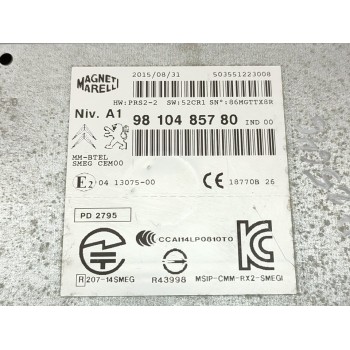 MAGNETI
MARELLI
2015/08/31 503551223008
HW:PRS2-2 SW:52CR1 SN°:86MGTTX8R
Niv. A1 98 104 857 80 IND 00
MM-BTEL
SMEG CEM00
E2 04 13075-00 CE 18770B 26
PD 2795
CCAI14LP0810T0
R 207-14SMEG R43998 MSIP-CMM-RX2-SMEGI